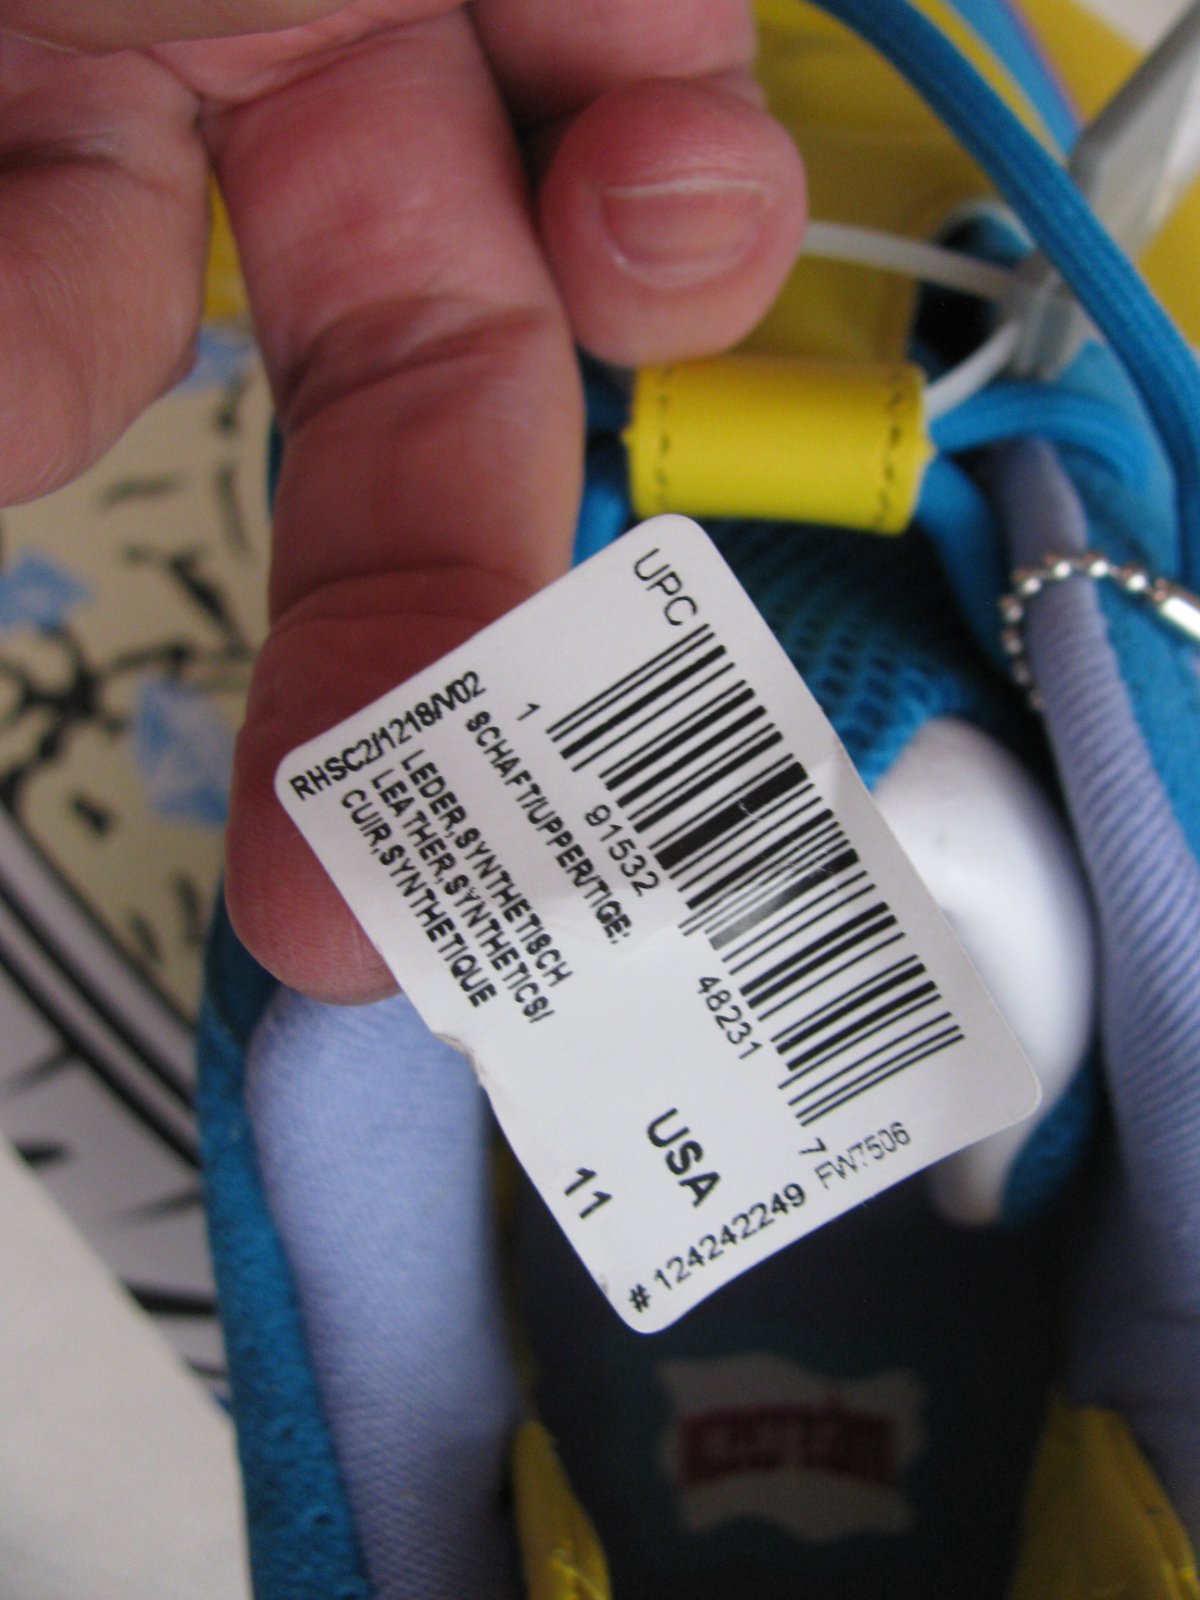 UPC
1 91532 48231 7
RHSC2/1218/V02
SCHAFT/UPPER/TIGE:
LEDER,SYNTHETISCH
LEATHER,SYNTHETICS/
CUIR,SYNTHETIQUE
USA
11
# 124242249 FW7506